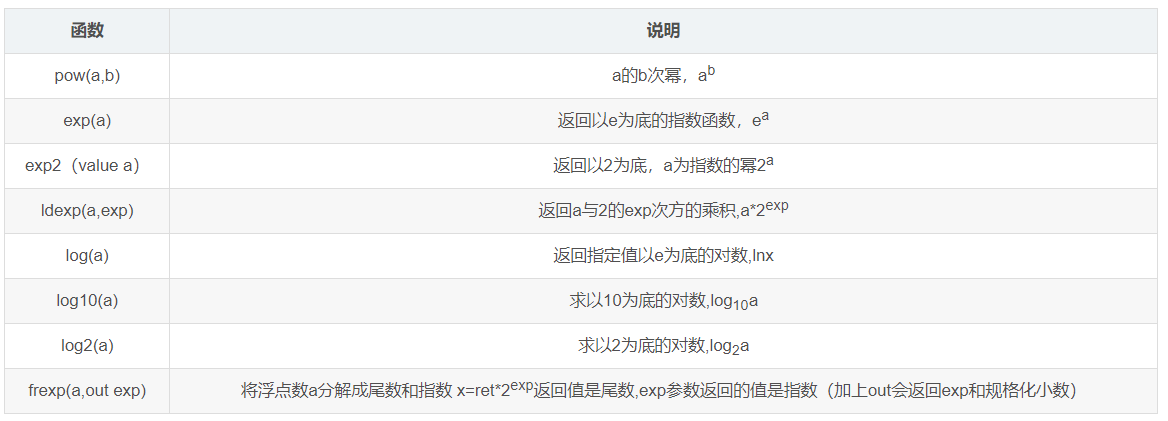 函数 说明
pow(a,b) a的b次幂，a^b
exp(a) 返回以e为底的指数函数，e^a
exp2（value a） 返回以2为底，a为指数的幂2^a
ldexp(a,exp) 返回a与2的exp次方的乘积,a*2^exp
log(a) 返回指定值以e为底的对数,lnx
log10(a) 求以10为底的对数,log₁₀a
log2(a) 求以2为底的对数,log₂a
frexp(a,out exp) 将浮点数a分解成尾数和指数 x=ret*2^exp返回值是尾数,exp参数返回的值是指数（加上out会返回exp和规格化小数）